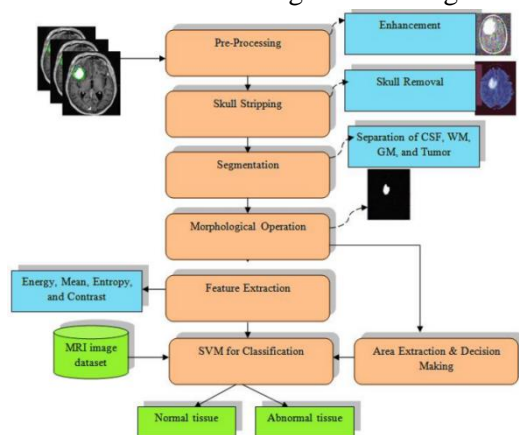 Pre-Processing
Enhancement
Skull Stripping
Skull Removal
Segmentation
Separation of CSF, WM,
GM, and Tumor
Morphological Operation
Energy, Mean, Entropy,
and Contrast
Feature Extraction
MRI image
dataset
SVM for Classification
Area Extraction & Decision
Making
Normal tissue
Abnormal tissue